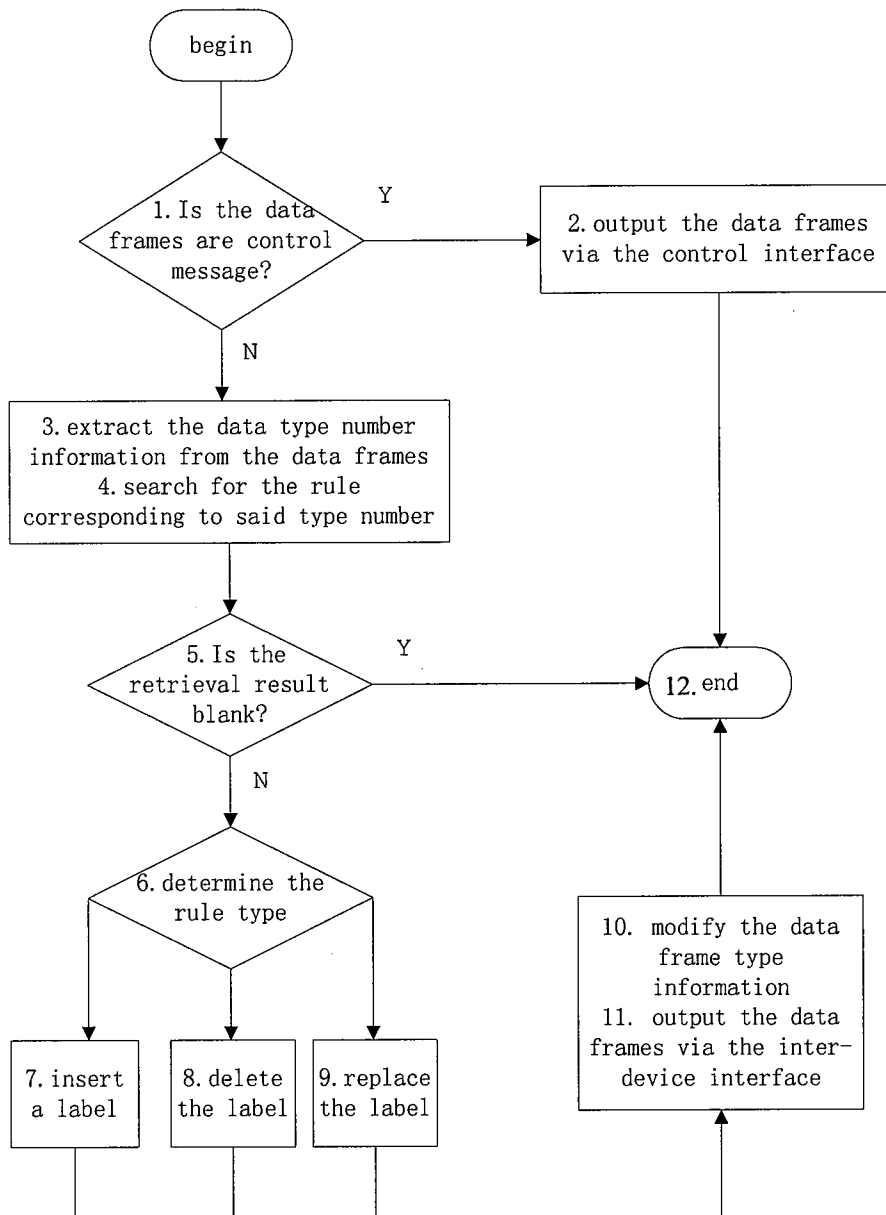 begin
1. Is the data
frames are control
message?
Y
2. output the data frames
via the control interface
N
3. extract the data type number
information from the data frames
4. search for the rule
corresponding to said type number
5. Is the
retrieval result
blank?
Y
12. end
N
6. determine the
rule type
7. insert
a label
8. delete
the label
9. replace
the label
10. modify the data
frame type
information
11. output the data
frames via the inter-
device interface